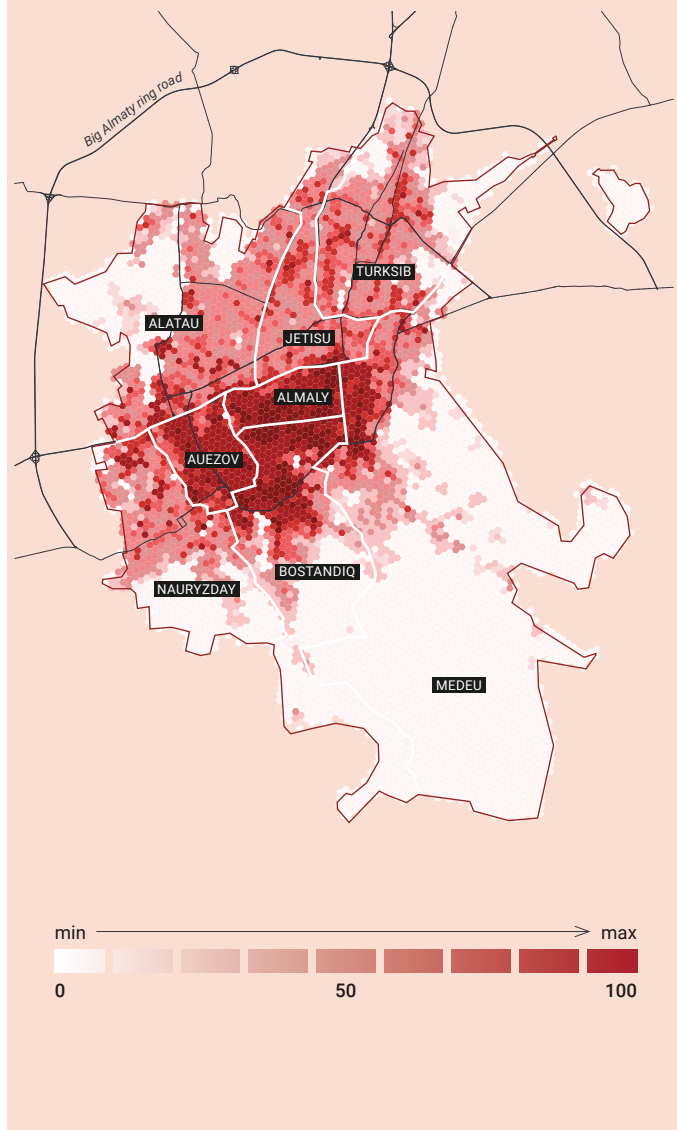 Big Almaty ring road
TURKSIB
ALATAU
JETISU
ALMALY
AUEZOV
BOSTANDIQ
NAURYZDAY
MEDEU
min max
0 50 100